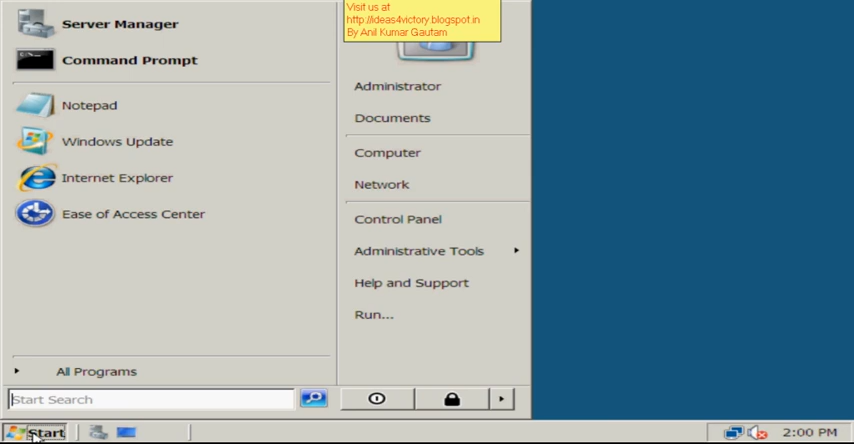 Visit us at
http://ideas4victory.blogspot.in
By Anil Kumar Gautam
Server Manager
Command Prompt
Notepad
Windows Update
Internet Explorer
Ease of Access Center
All Programs
Start Search
Administrator
Documents
Computer
Network
Control Panel
Administrative Tools
Help and Support
Run...
Start
2:00 PM